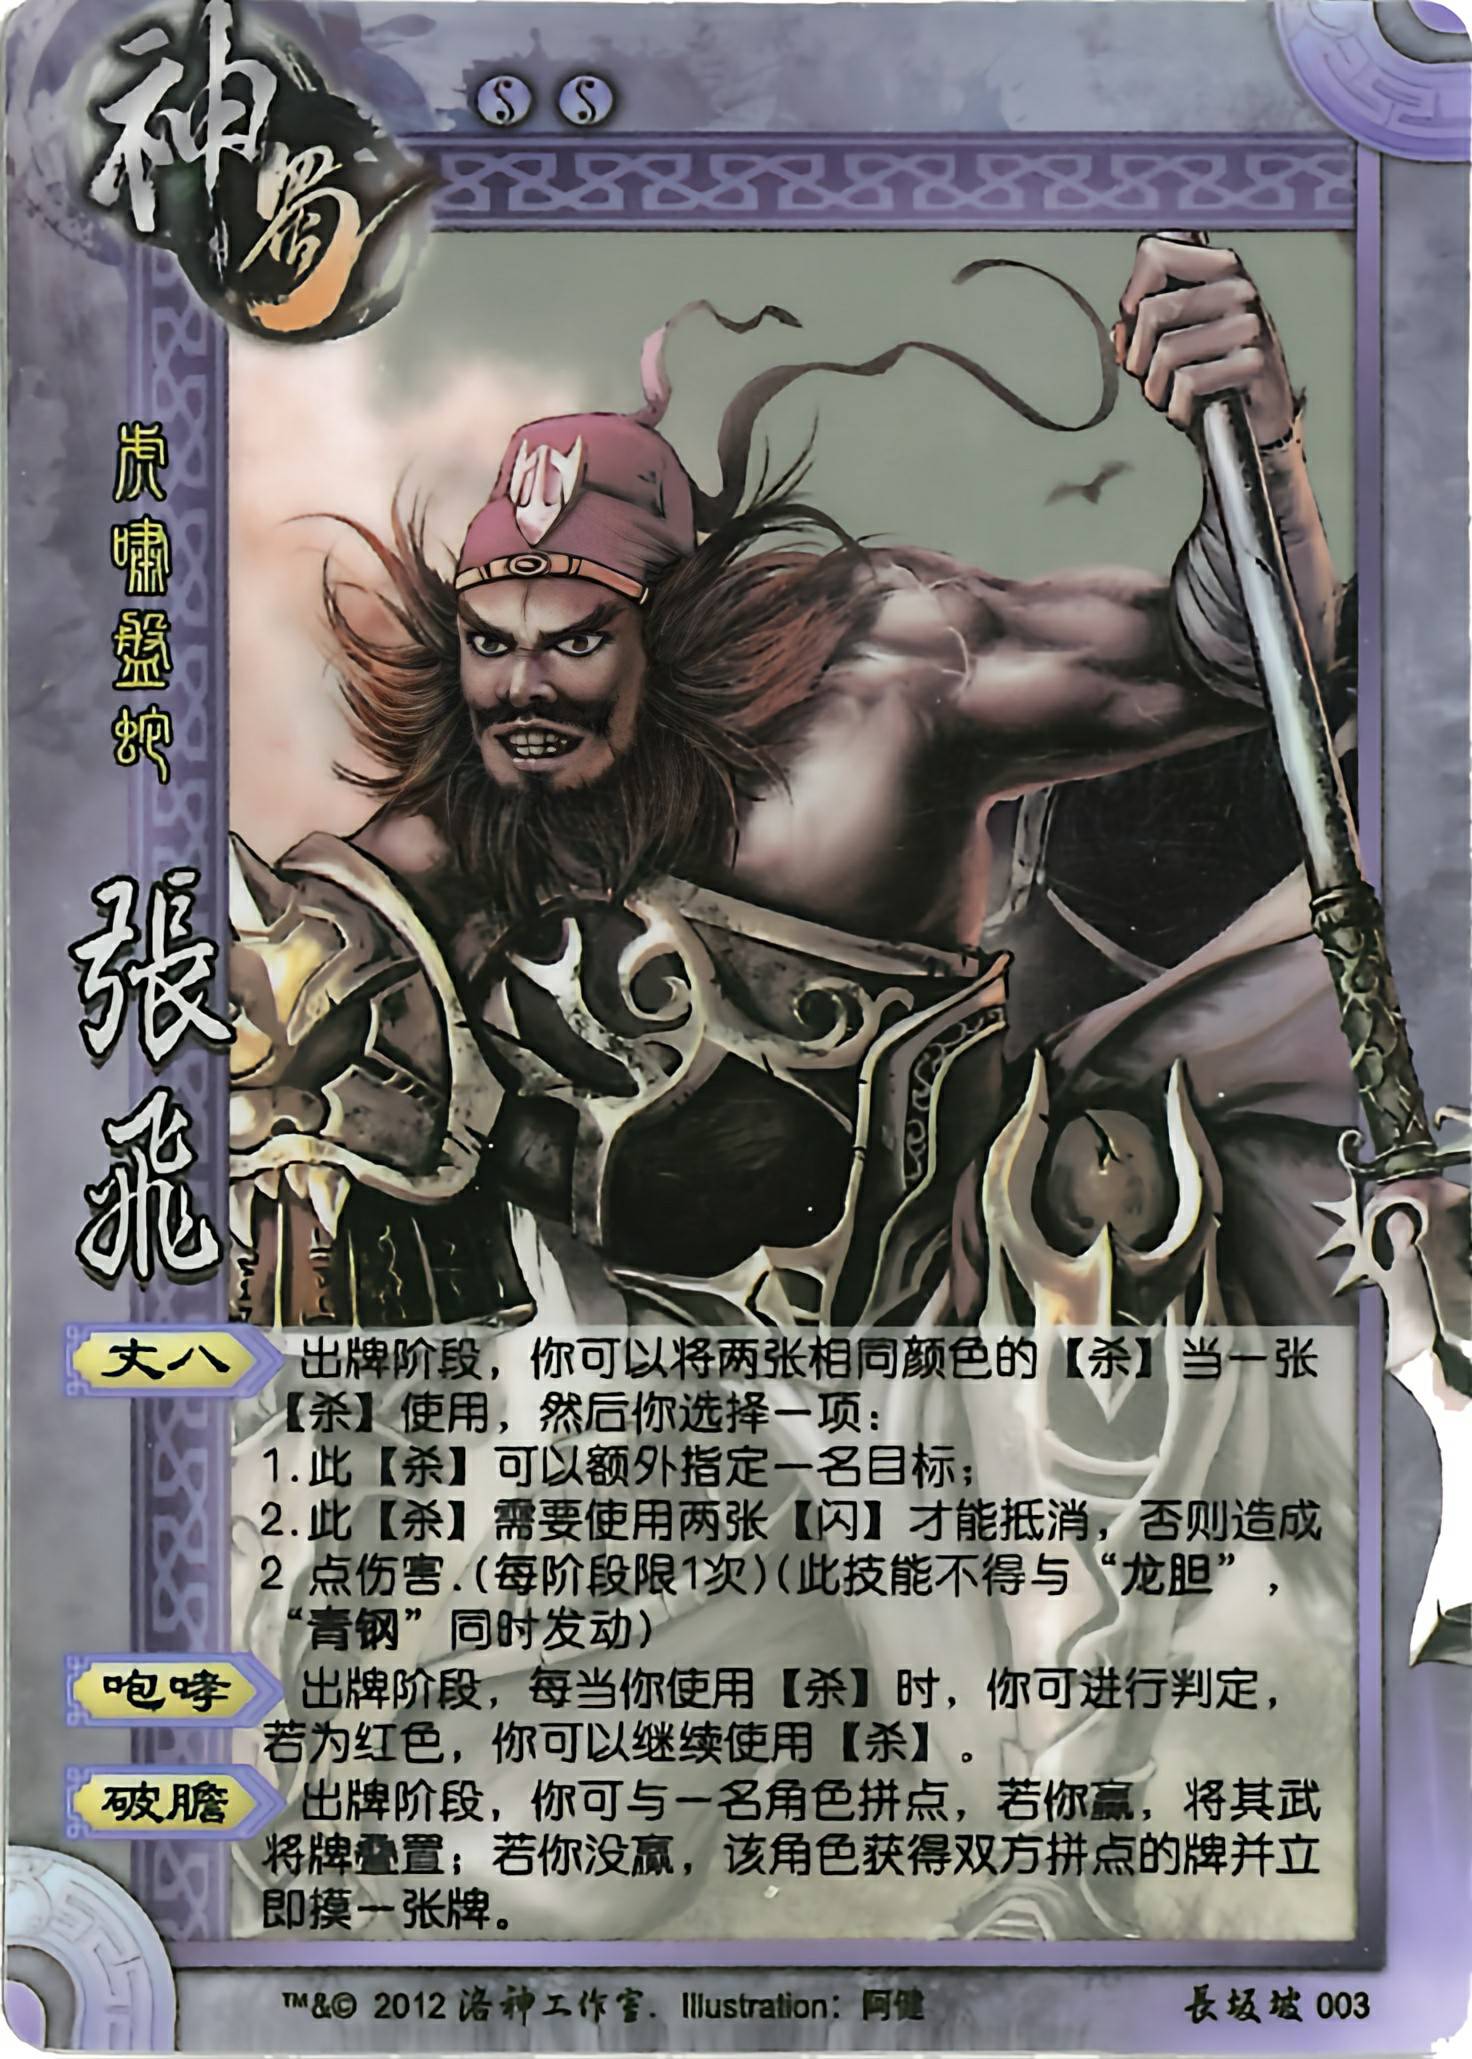 神
蜀
虎嘯盤蛇
張飛
丈八
出牌阶段，你可以将两张相同颜色的【杀】当一张
【杀】使用，然后你选择一项：
1.此【杀】可以额外指定一名目标；
2.此【杀】需要使用两张【闪】才能抵消，否则造成
2 点伤害.(每阶段限1次)(此技能不得与“龙胆”，
“青钢”同时发动)
咆哮
出牌阶段，每当你使用【杀】时，你可进行判定，
若为红色，你可以继续使用【杀】。
破膽
出牌阶段，你可与一名角色拼点，若你赢，将其武
将牌叠置；若你没赢，该角色获得双方拼点的牌并立
即摸一张牌。
™&© 2012 洛神工作室. Illustration：阿健
長坂坡 003